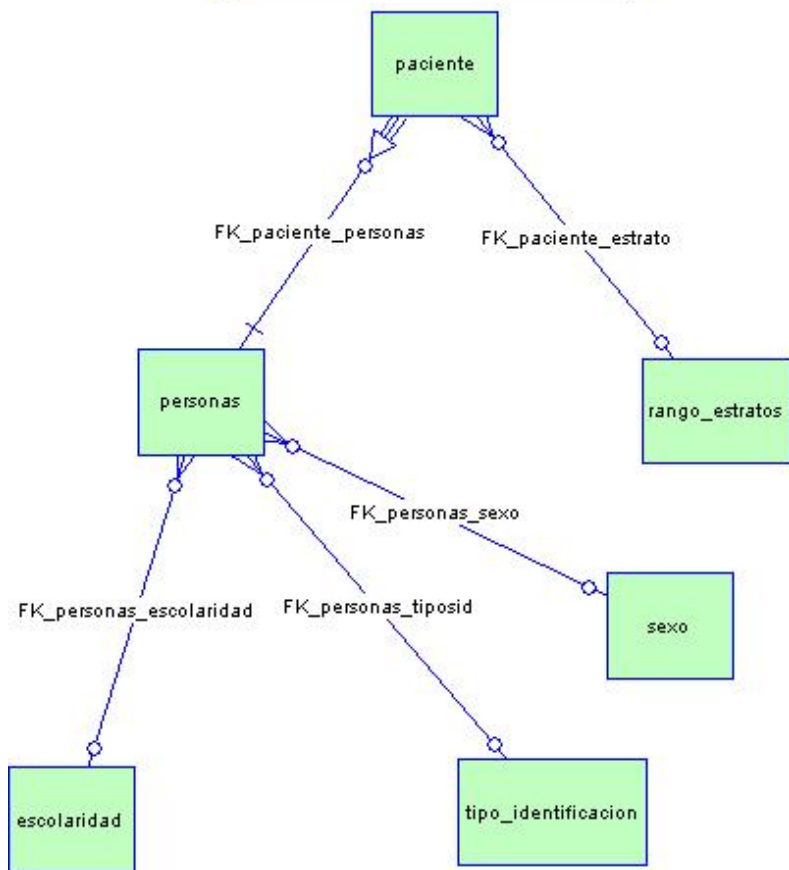 paciente
FK_paciente_personas
FK_paciente_estrato
personas
rango_estratos
FK_personas_sexo
FK_personas_escolaridad
FK_personas_tiposid
sexo
escolaridad
tipo_identificacion